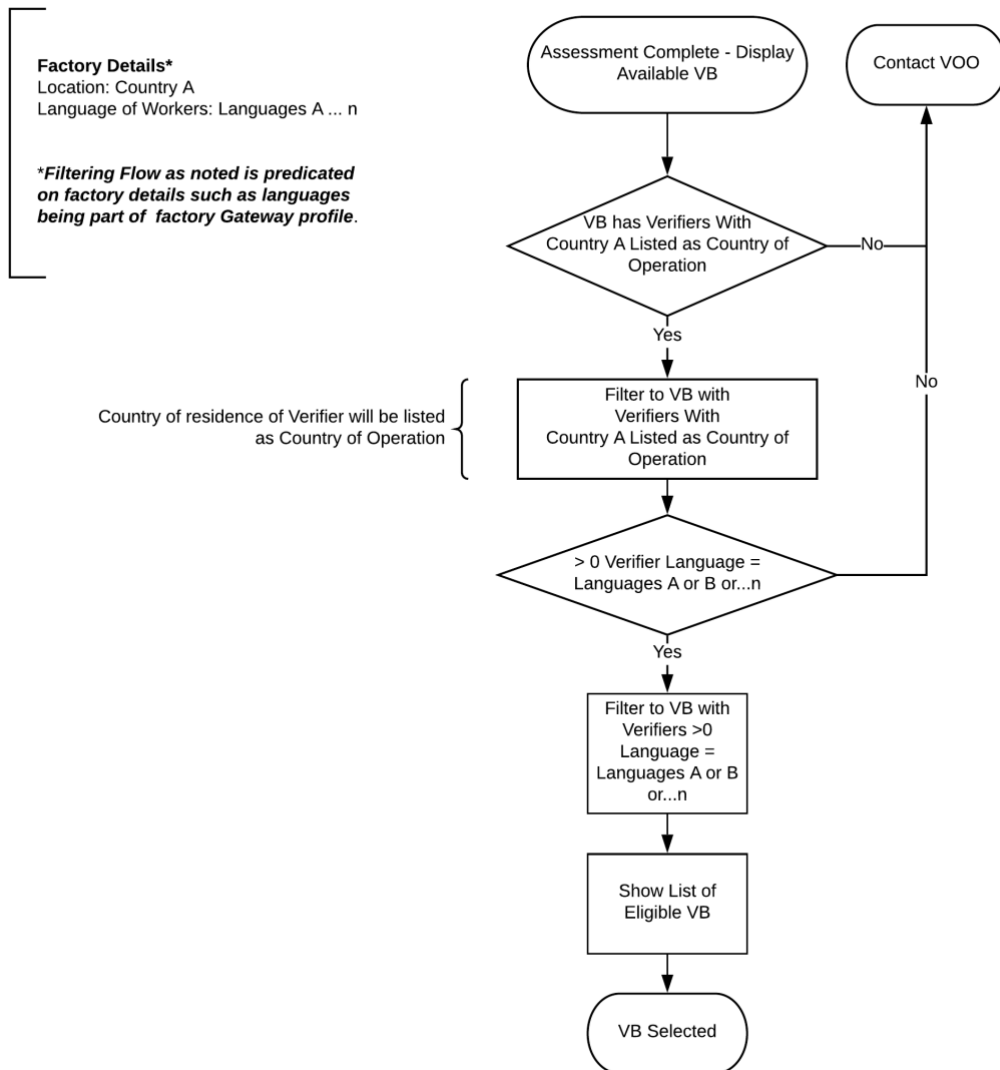 Factory Details*
Location: Country A
Language of Workers: Languages A ... n
*Filtering Flow as noted is predicated
on factory details such as languages
being part of  factory Gateway profile.
Assessment Complete - Display
Available VB
Contact VOO
VB has Verifiers With
Country A Listed as Country of
Operation
No
Yes
Filter to VB with
Verifiers With
Country A Listed as Country of
Operation
Country of residence of Verifier will be listed
as Country of Operation
No
> 0 Verifier Language =
Languages A or B or...n
Yes
Filter to VB with
Verifiers >0
Language =
Languages A or B
or...n
Show List of
Eligible VB
VB Selected